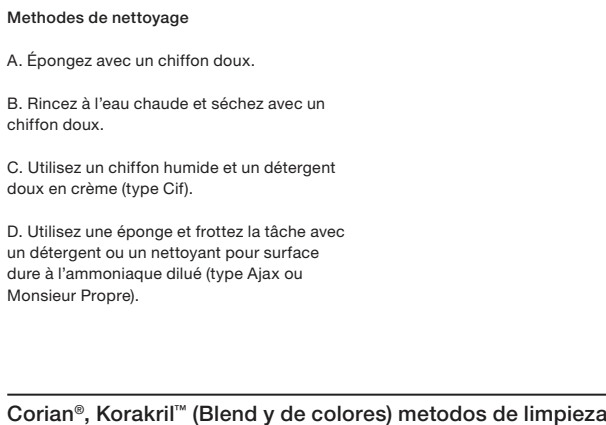 Methodes de nettoyage
A. Épongez avec un chiffon doux.
B. Rincez à l'eau chaude et séchez avec un
chiffon doux.
C. Utilisez un chiffon humide et un détergent
doux en crème (type Cif).
D. Utilisez une éponge et frottez la tâche avec
un détergent ou un nettoyant pour surface
dure à l'ammoniaque dilué (type Ajax ou
Monsieur Propre).
Corian®, Korakril™ (Blend y de colores) metodos de limpieza